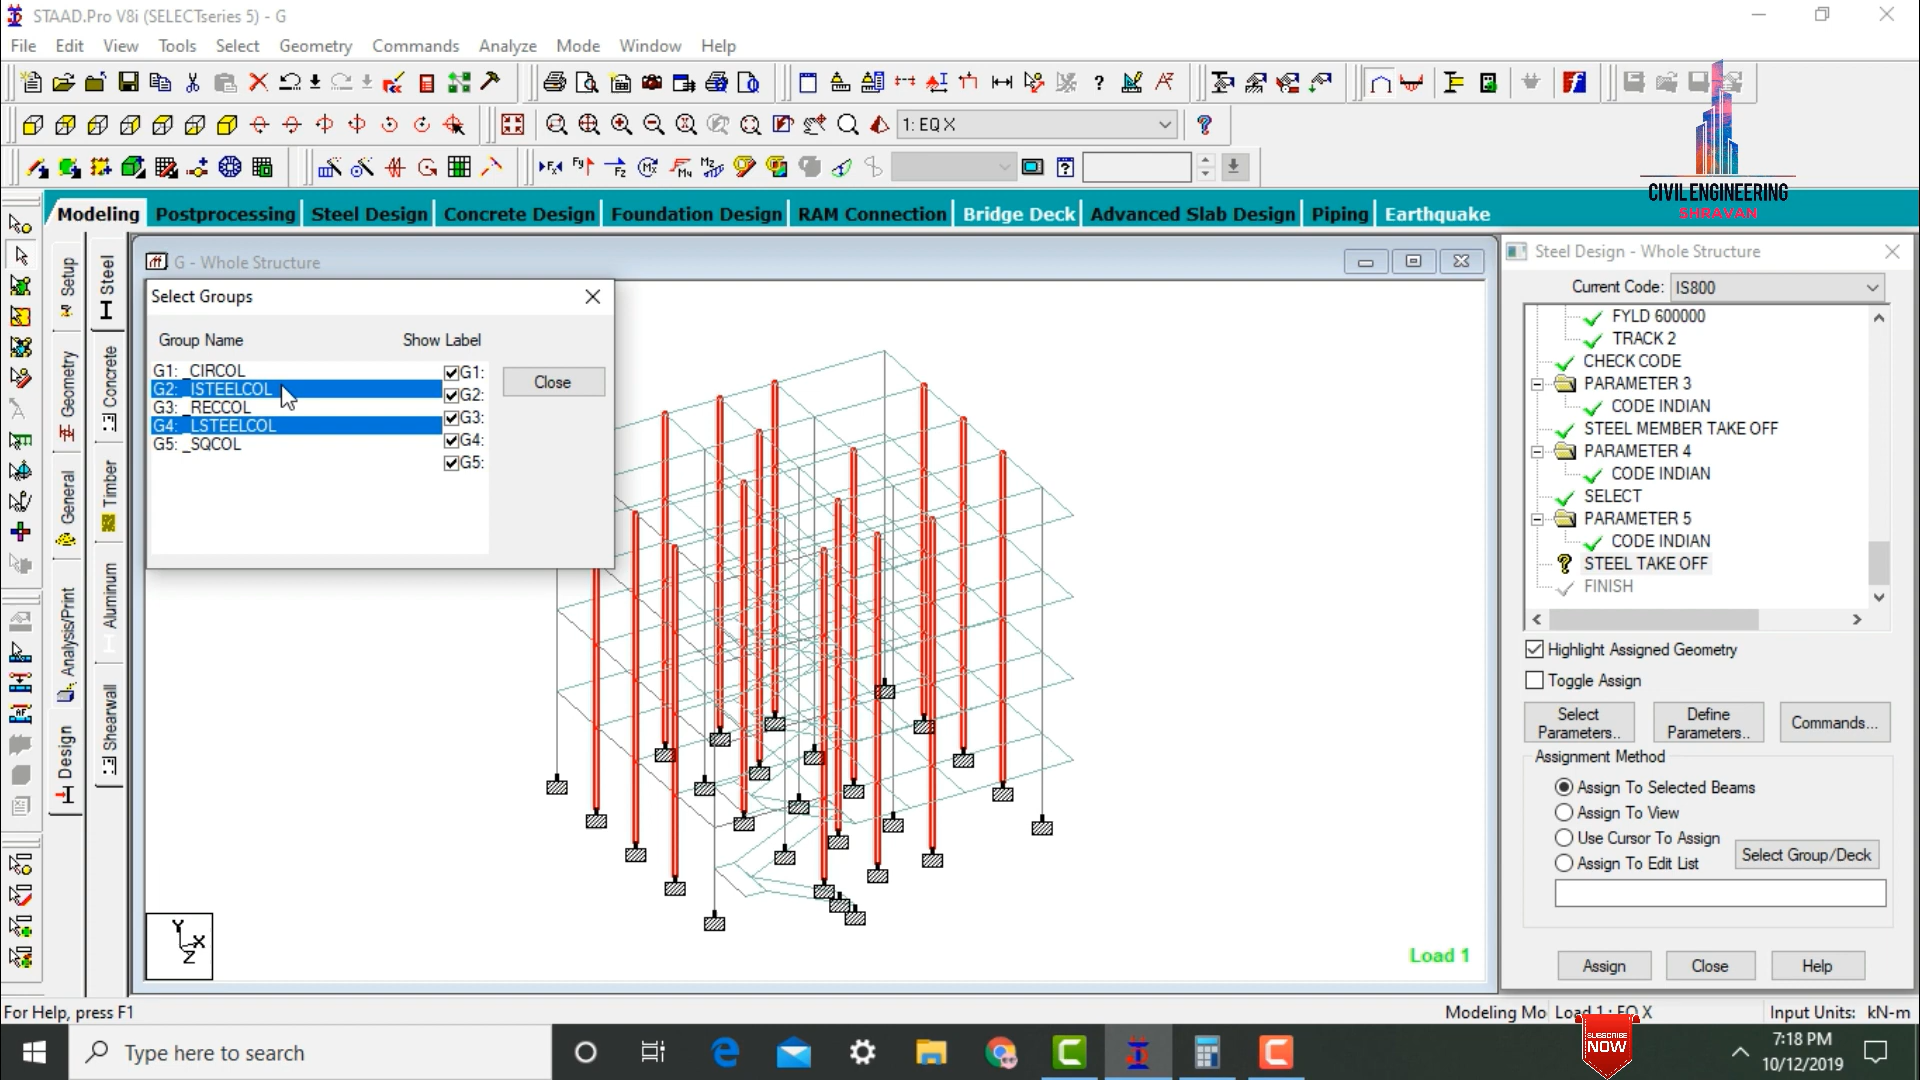 STAAD.Pro V8i (SELECTseries 5) - G
File Edit View Tools Select Geometry Commands Analyze Mode Window Help
1: EQ X
CIVIL ENGINEERING
SHRAVAN
Modeling Postprocessing Steel Design Concrete Design Foundation Design RAM Connection Bridge Deck Advanced Slab Design Piping Earthquake
Setup
Geometry
General
Analysis/Print
Design
Steel
Concrete
Timber
Aluminum
Shearwall
G - Whole Structure
Select Groups
Group Name Show Label
G1: _CIRCOL
G2: _ISTEELCOL
G3: _RECCOL
G4: _LSTEELCOL
G5: _SQCOL
G1:
G2:
G3:
G4:
G5:
Close
Y
X
Z
Load 1
Steel Design - Whole Structure
Current Code: IS800
FYLD 600000
TRACK 2
CHECK CODE
PARAMETER 3
CODE INDIAN
STEEL MEMBER TAKE OFF
PARAMETER 4
CODE INDIAN
SELECT
PARAMETER 5
CODE INDIAN
STEEL TAKE OFF
FINISH
Highlight Assigned Geometry
Toggle Assign
Select Parameters..
Define Parameters..
Commands...
Assignment Method
Assign To Selected Beams
Assign To View
Use Cursor To Assign
Assign To Edit List
Select Group/Deck
Assign Close Help
For Help, press F1
Modeling Mo Load 1 : EQ X Input Units: kN-m
SUBSCRIBE
NOW
Type here to search
7:18 PM
10/12/2019